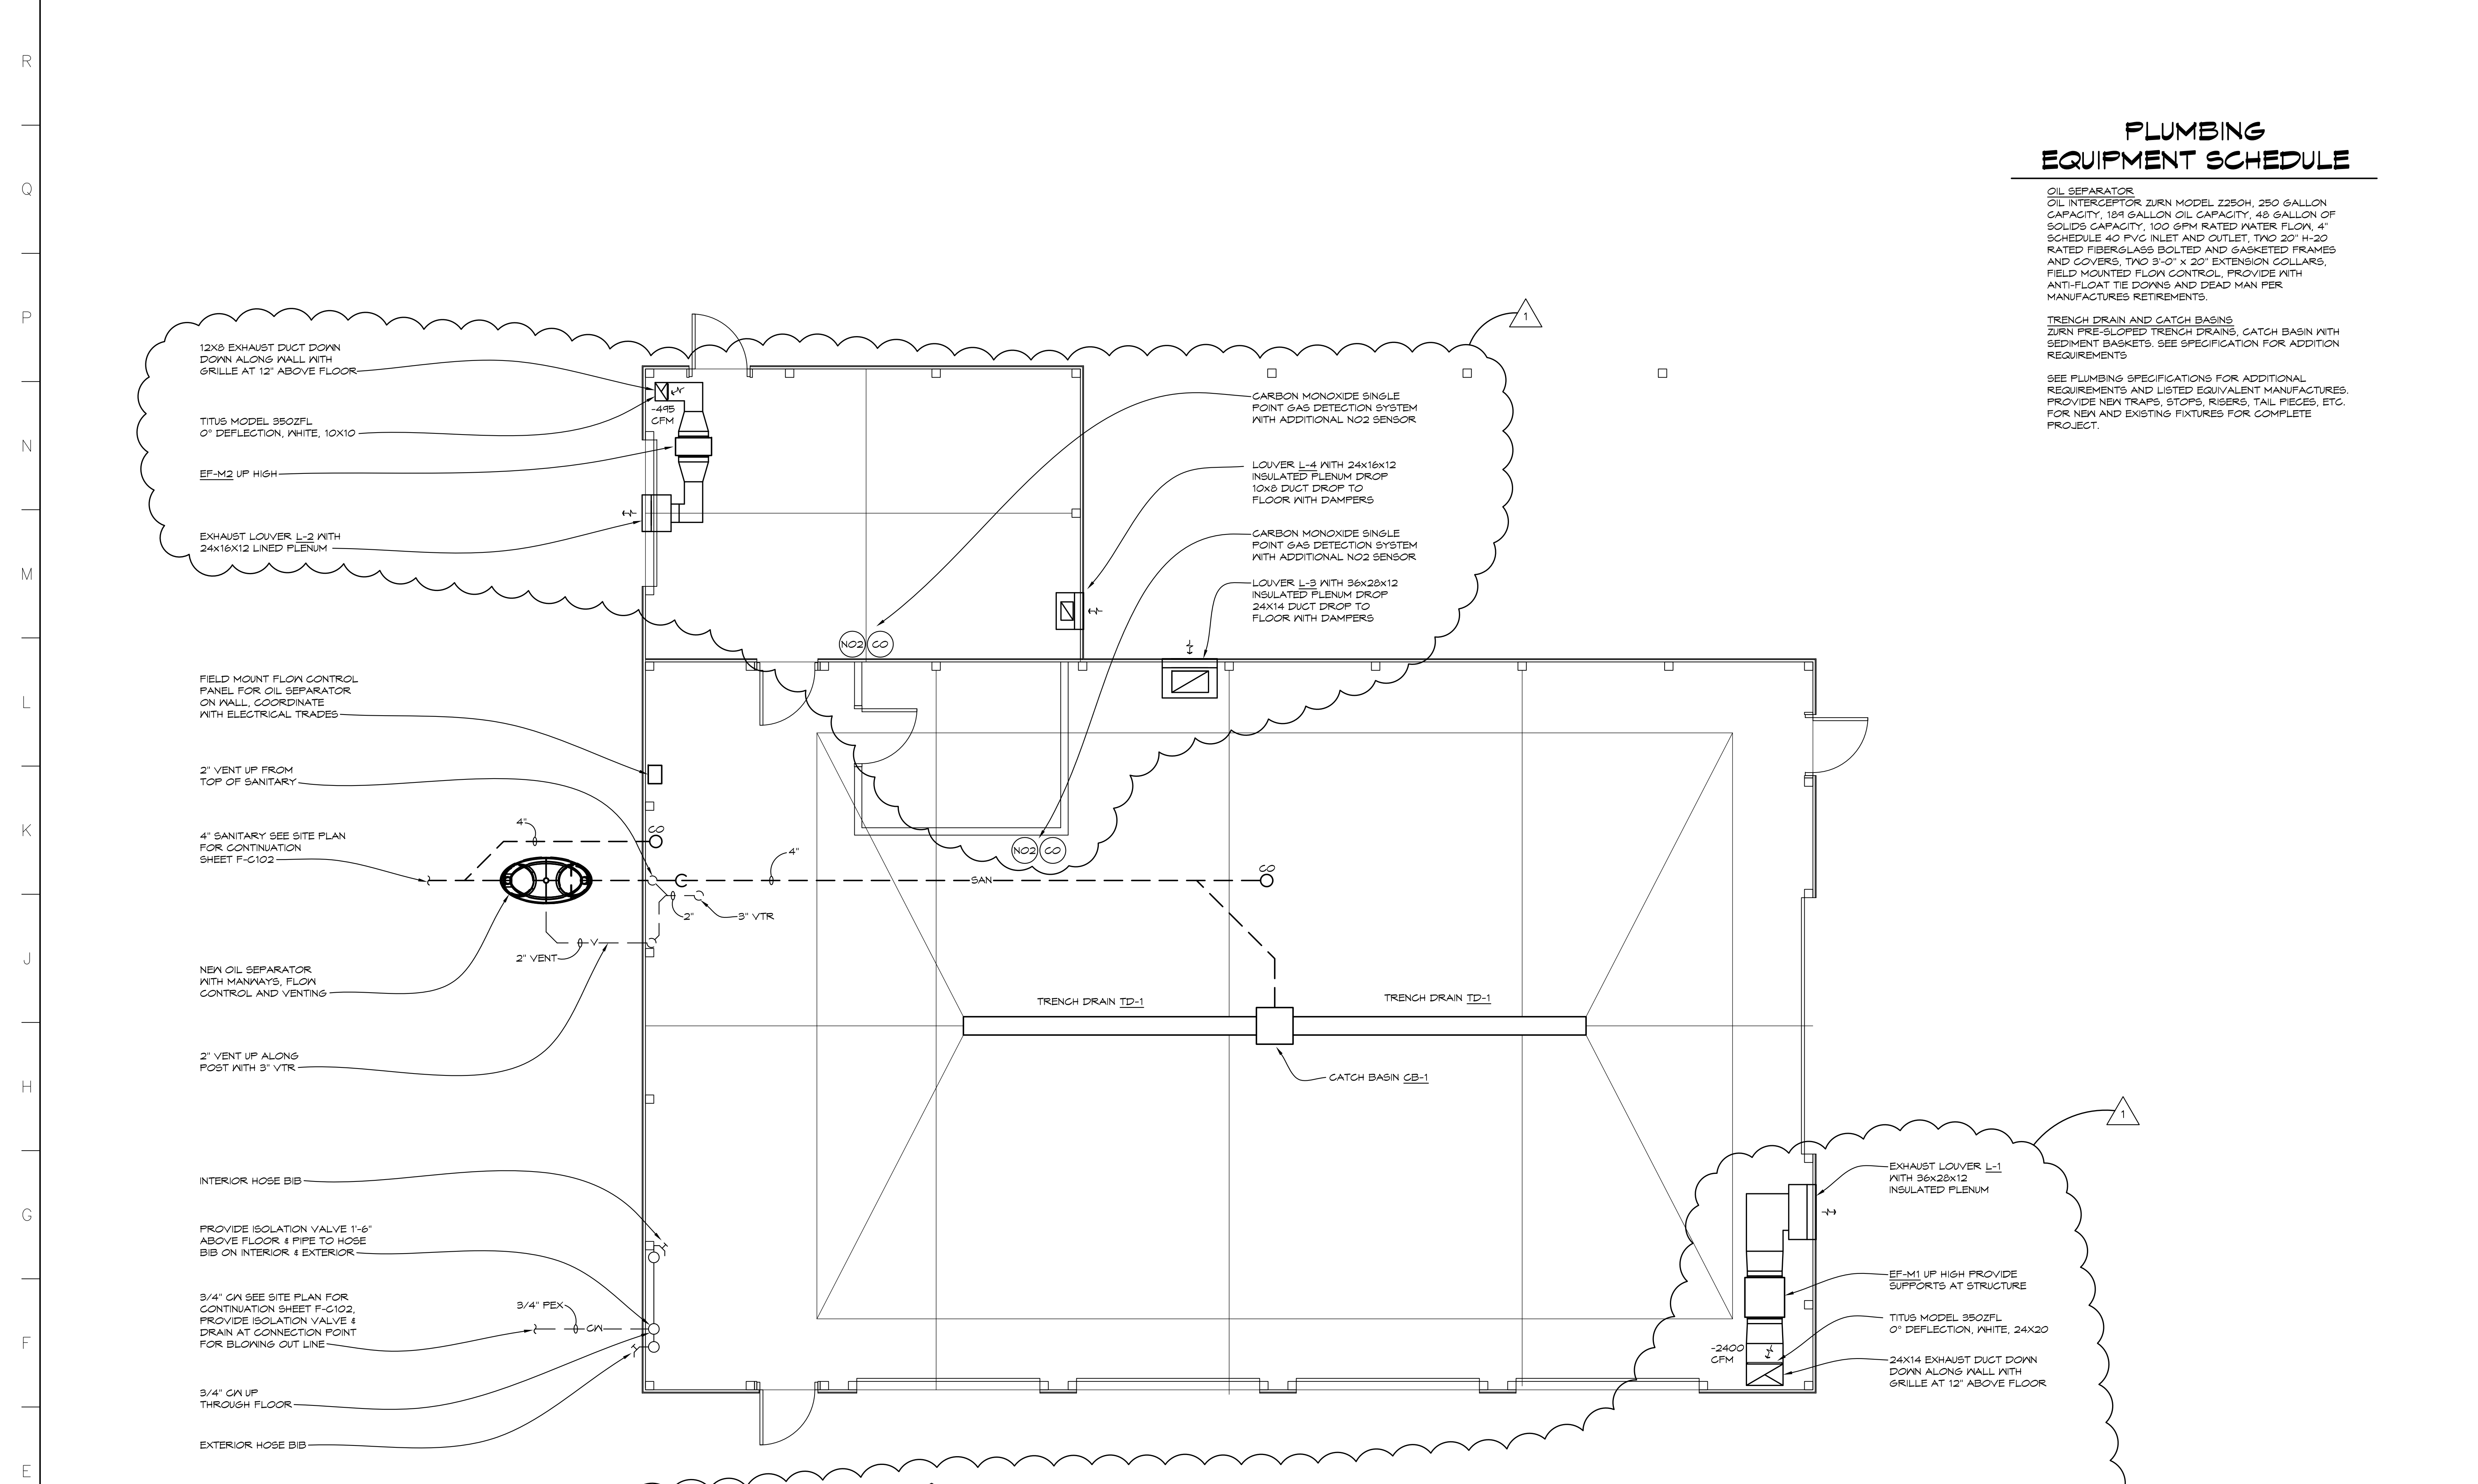 R
Q
P
N
M
L
K
J
H
G
F
E
PLUMBING
EQUIPMENT SCHEDULE
OIL SEPARATOR
OIL INTERCEPTOR ZURN MODEL Z250H, 250 GALLON
CAPACITY, 189 GALLON OIL CAPACITY, 48 GALLON OF
SOLIDS CAPACITY, 100 GPM RATED WATER FLOW, 4"
SCHEDULE 40 PVC INLET AND OUTLET, TWO 20" H-20
RATED FIBERGLASS BOLTED AND GASKETED FRAMES
AND COVERS, TWO 3'-0" x 20" EXTENSION COLLARS,
FIELD MOUNTED FLOW CONTROL, PROVIDE WITH
ANTI-FLOAT TIE DOWNS AND DEAD MAN PER
MANUFACTURES RETIREMENTS.
TRENCH DRAIN AND CATCH BASINS
ZURN PRE-SLOPED TRENCH DRAINS, CATCH BASIN WITH
SEDIMENT BASKETS. SEE SPECIFICATION FOR ADDITION
REQUIREMENTS
SEE PLUMBING SPECIFICATIONS FOR ADDITIONAL
REQUIREMENTS AND LISTED EQUIVALENT MANUFACTURES.
PROVIDE NEW TRAPS, STOPS, RISERS, TAIL PIECES, ETC.
FOR NEW AND EXISTING FIXTURES FOR COMPLETE
PROJECT.
1
12X8 EXHAUST DUCT DOWN
DOWN ALONG WALL WITH
GRILLE AT 12" ABOVE FLOOR
TITUS MODEL 350ZFL
0° DEFLECTION, WHITE, 10X10
EF-M2 UP HIGH
EXHAUST LOUVER L-2 WITH
24x16X12 LINED PLENUM
-495
CFM
CARBON MONOXIDE SINGLE
POINT GAS DETECTION SYSTEM
WITH ADDITIONAL NO2 SENSOR
LOUVER L-4 WITH 24x16x12
INSULATED PLENUM DROP
10x8 DUCT DROP TO
FLOOR WITH DAMPERS
CARBON MONOXIDE SINGLE
POINT GAS DETECTION SYSTEM
WITH ADDITIONAL NO2 SENSOR
LOUVER L-3 WITH 36x28x12
INSULATED PLENUM DROP
24X14 DUCT DROP TO
FLOOR WITH DAMPERS
NO2 CO
FIELD MOUNT FLOW CONTROL
PANEL FOR OIL SEPARATOR
ON WALL, COORDINATE
WITH ELECTRICAL TRADES
2" VENT UP FROM
TOP OF SANITARY
4" SANITARY SEE SITE PLAN
FOR CONTINUATION
SHEET F-C102
4"
CO
4"
NO2 CO
SAN
CO
2"
3" VTR
V
2" VENT
NEW OIL SEPARATOR
WITH MANWAYS, FLOW
CONTROL AND VENTING
TRENCH DRAIN TD-1
TRENCH DRAIN TD-1
CATCH BASIN CB-1
2" VENT UP ALONG
POST WITH 3" VTR
1
INTERIOR HOSE BIB
PROVIDE ISOLATION VALVE 1'-6"
ABOVE FLOOR & PIPE TO HOSE
BIB ON INTERIOR & EXTERIOR
3/4" CW SEE SITE PLAN FOR
CONTINUATION SHEET F-C102,
PROVIDE ISOLATION VALVE &
DRAIN AT CONNECTION POINT
FOR BLOWING OUT LINE
3/4" PEX
CW
3/4" CW UP
THROUGH FLOOR
EXTERIOR HOSE BIB
EXHAUST LOUVER L-1
WITH 36x28x12
INSULATED PLENUM
EF-M1 UP HIGH PROVIDE
SUPPORTS AT STRUCTURE
TITUS MODEL 350ZFL
0° DEFLECTION, WHITE, 24X20
-2400
CFM
24X14 EXHAUST DUCT DOWN
DOWN ALONG WALL WITH
GRILLE AT 12" ABOVE FLOOR